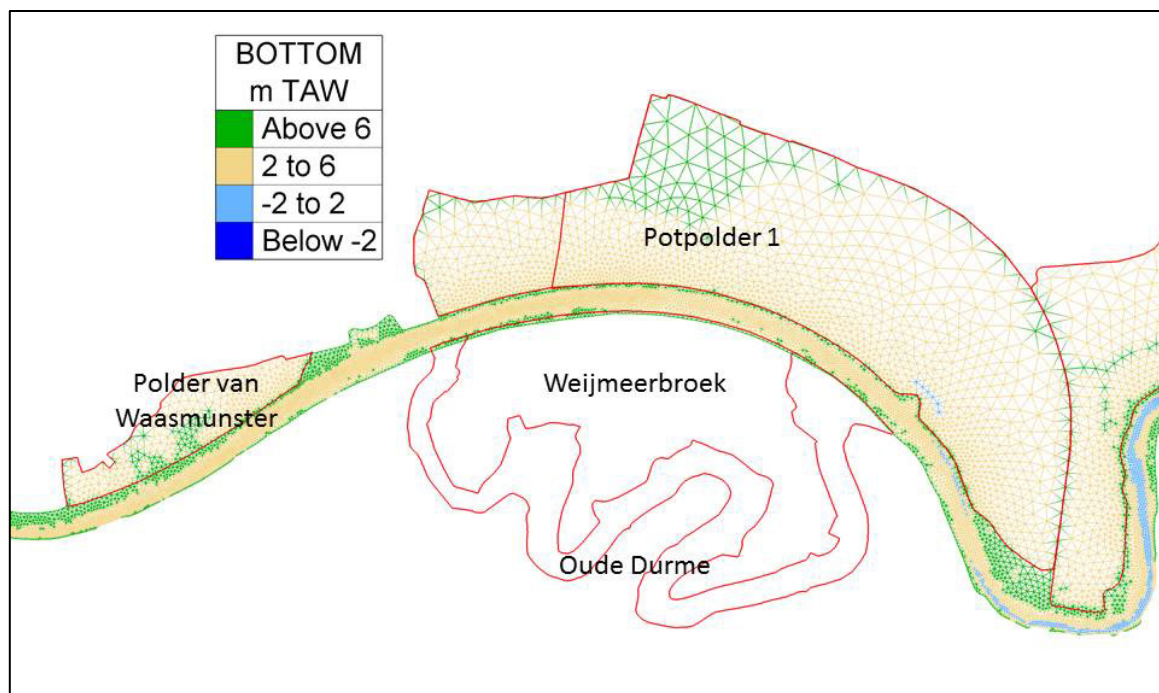 BOTTOM
m TAW
Above 6
2 to 6
-2 to 2
Below -2
Potpolder 1
Polder van
Waasmunster
Weijmeerbroek
Oude Durme